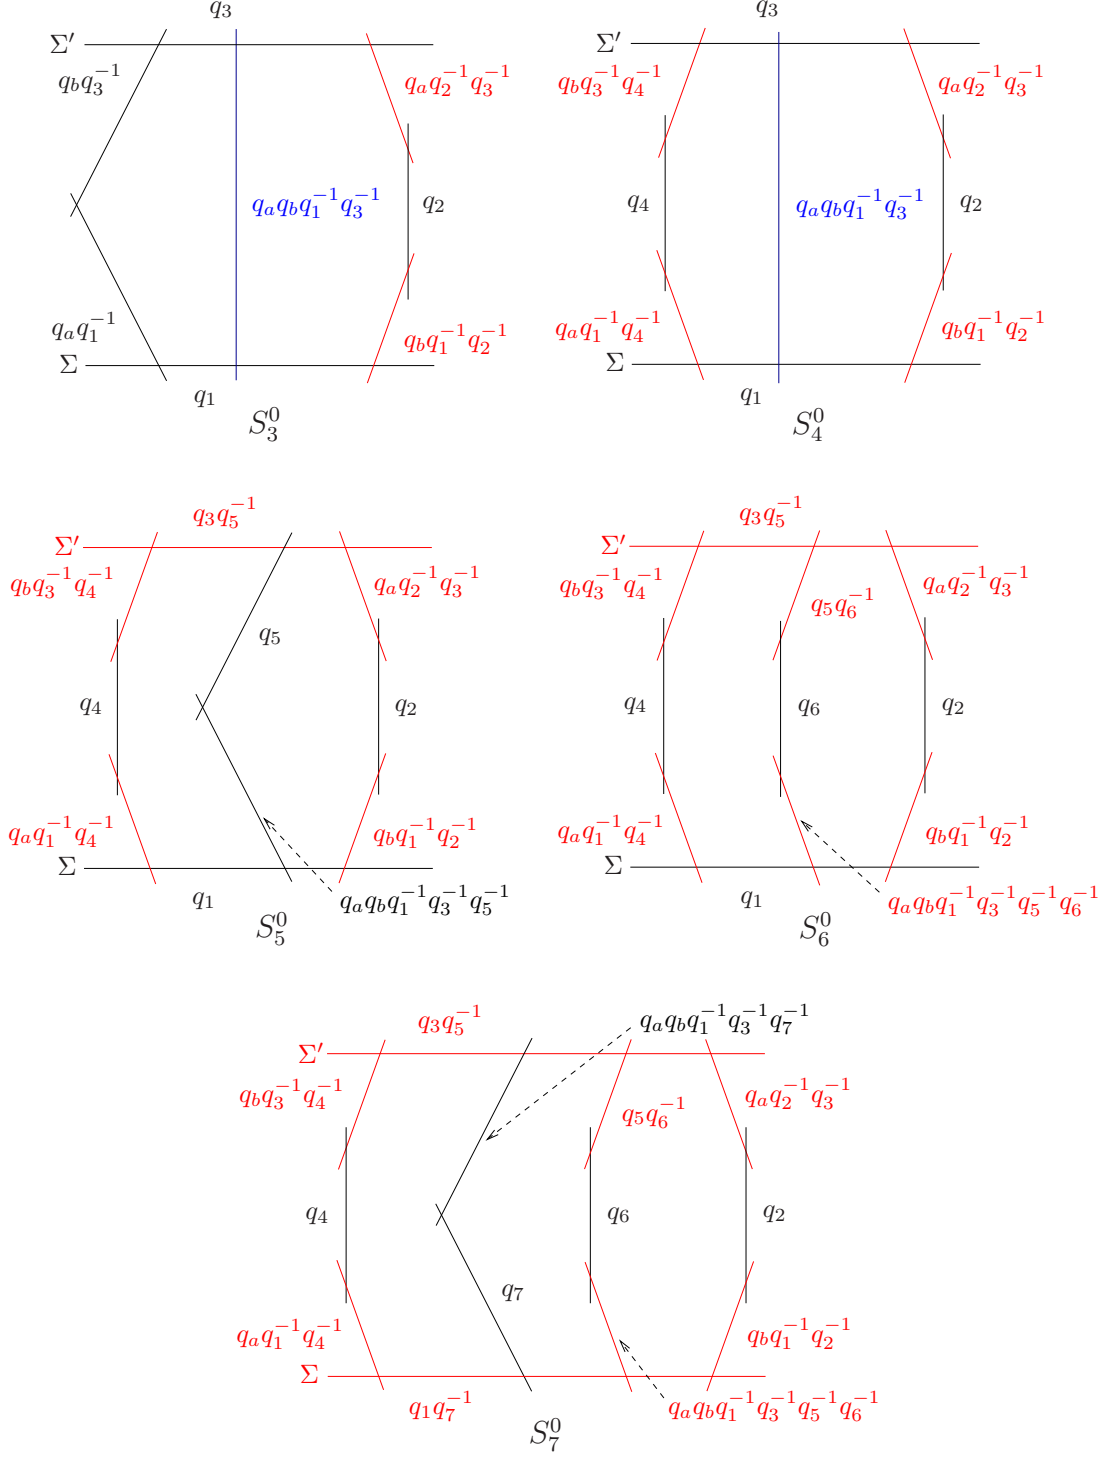 q_3 q_3
Σ′ Σ′
q_b q_3^{-1} q_a q_2^{-1} q_3^{-1} q_b q_3^{-1} q_4^{-1} q_a q_2^{-1} q_3^{-1}
q_a q_b q_1^{-1} q_3^{-1} q_2 q_4 q_a q_b q_1^{-1} q_3^{-1} q_2
q_a q_1^{-1} q_b q_1^{-1} q_2^{-1} q_a q_1^{-1} q_4^{-1} q_b q_1^{-1} q_2^{-1}
Σ Σ
q_1 q_1
S_3^0 S_4^0
q_3 q_5^{-1} q_3 q_5^{-1}
Σ′ Σ′
q_b q_3^{-1} q_4^{-1} q_a q_2^{-1} q_3^{-1} q_b q_3^{-1} q_4^{-1} q_a q_2^{-1} q_3^{-1}
q_5 q_5 q_6^{-1}
q_4 q_2 q_4 q_6 q_2
q_a q_1^{-1} q_4^{-1} q_b q_1^{-1} q_2^{-1} q_a q_1^{-1} q_4^{-1} q_b q_1^{-1} q_2^{-1}
Σ Σ
q_1 q_a q_b q_1^{-1} q_3^{-1} q_5^{-1} q_1 q_a q_b q_1^{-1} q_3^{-1} q_5^{-1} q_6^{-1}
S_5^0 S_6^0
q_3 q_5^{-1} q_a q_b q_1^{-1} q_3^{-1} q_7^{-1}
Σ′
q_b q_3^{-1} q_4^{-1} q_5 q_6^{-1} q_a q_2^{-1} q_3^{-1}
q_4 q_6 q_2
q_7
q_a q_1^{-1} q_4^{-1} q_b q_1^{-1} q_2^{-1}
Σ
q_1 q_7^{-1} q_a q_b q_1^{-1} q_3^{-1} q_5^{-1} q_6^{-1}
S_7^0